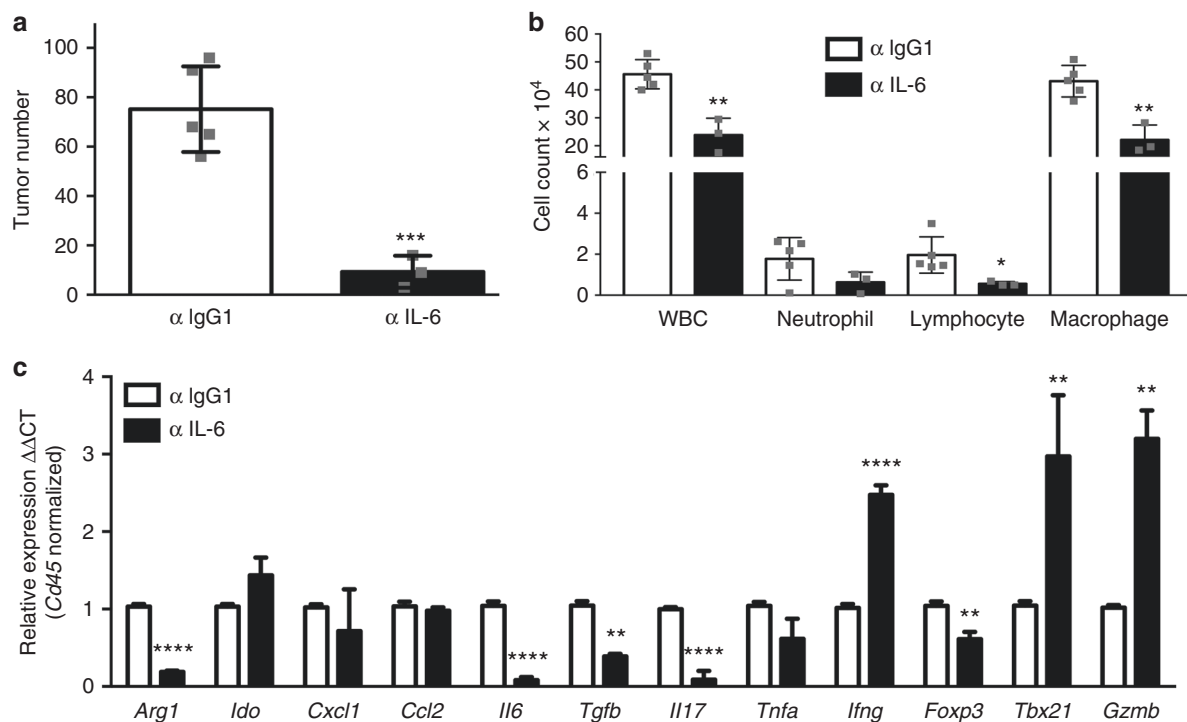 a
Tumor number
100
80
60
40
20
0
***
α IgG1
α IL-6
b
Cell count × 10⁴
60
50
40
30
20
6
4
2
0
α IgG1
α IL-6
**
*
**
WBC
Neutrophil
Lymphocyte
Macrophage
c
Relative expression ΔΔCT
(Cd45 normalized)
4
3
2
1
0
α IgG1
α IL-6
****
****
**
****
****
**
**
**
Arg1
Ido
Cxcl1
Ccl2
Il6
Tgfb
Il17
Tnfa
Ifng
Foxp3
Tbx21
Gzmb